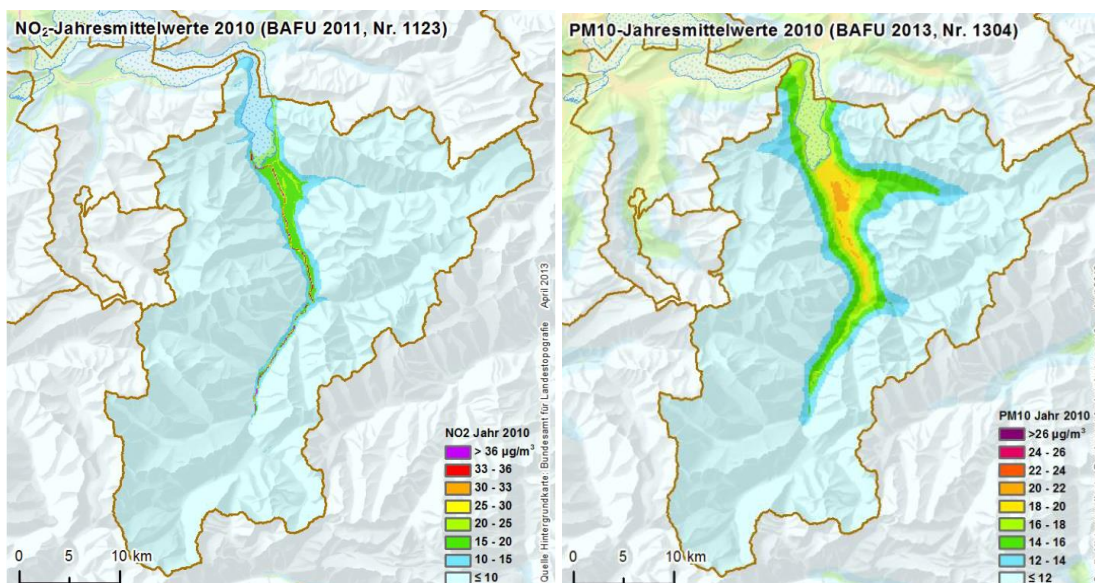 NO₂-Jahresmittelwerte 2010 (BAFU 2011, Nr. 1123)
NO2 Jahr 2010
> 36 µg/m³
33 - 36
30 - 33
25 - 30
20 - 25
15 - 20
10 - 15
≤ 10
0 5 10 km
Quelle Hintergrundkarte: Bundesamt für Landestopografie April 2013
PM10-Jahresmittelwerte 2010 (BAFU 2013, Nr. 1304)
PM10 Jahr 2010
>26 µg/m³
24 - 26
22 - 24
20 - 22
18 - 20
16 - 18
14 - 16
12 - 14
≤ 12
0 5 10 km